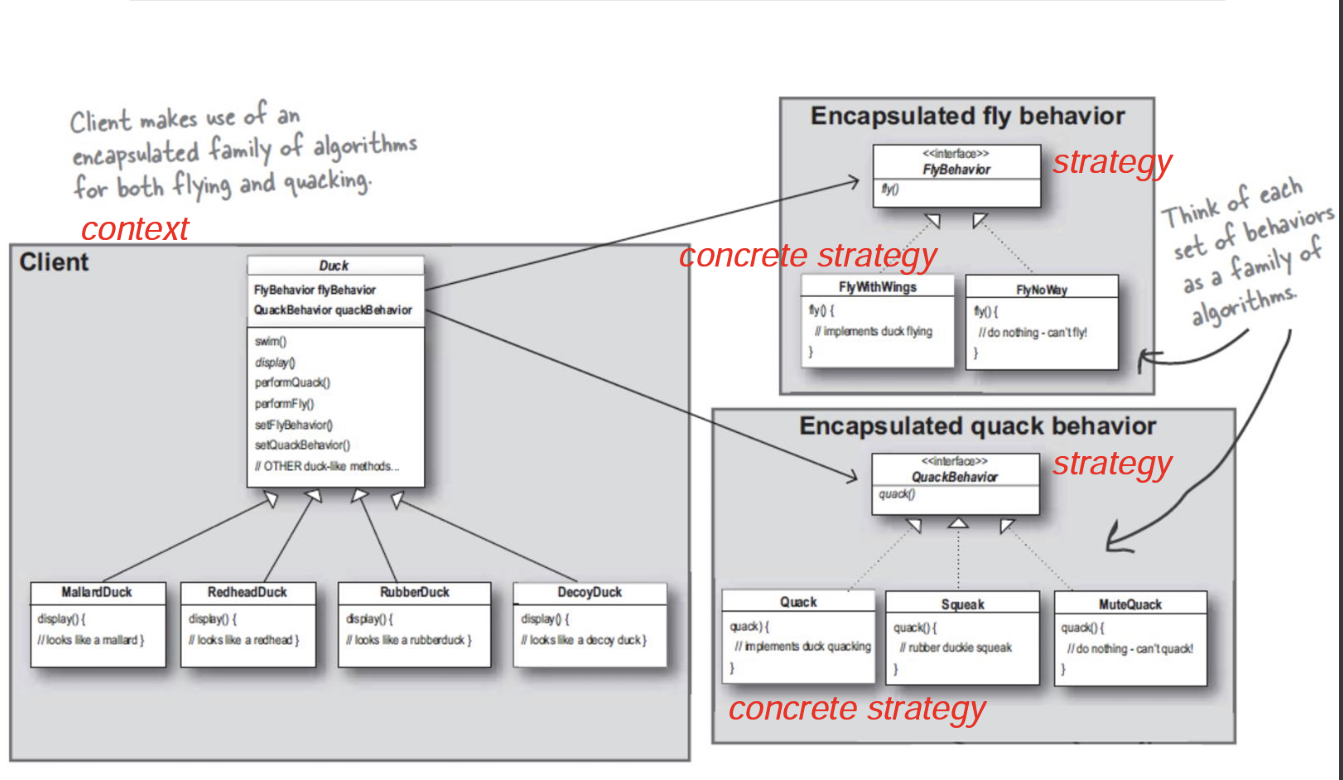 Client makes use of an
encapsulated family of algorithms
for both flying and quacking.
context
Client
Duck
FlyBehavior flyBehavior
QuackBehavior quackBehavior
swim()
display()
performQuack()
performFly()
setFlyBehavior()
setQuackBehavior()
// OTHER duck-like methods...
MallardDuck
display() {
// looks like a mallard }
RedheadDuck
display() {
// looks like a redhead }
RubberDuck
display() {
// looks like a rubberduck }
DecoyDuck
display() {
// looks like a decoy duck }
Encapsulated fly behavior
<<interface>>
FlyBehavior
fly()
strategy
concrete strategy
FlyWithWings
fly() {
// implements duck flying
}
FlyNoWay
fly() {
// do nothing - can't fly!
}
Think of each
set of behaviors
as a family of
algorithms.
Encapsulated quack behavior
<<interface>>
QuackBehavior
quack()
strategy
Quack
quack) {
// implements duck quacking
}
Squeak
quack() {
// rubber duckie squeak
}
MuteQuack
quack() {
// do nothing - can't quack!
}
concrete strategy